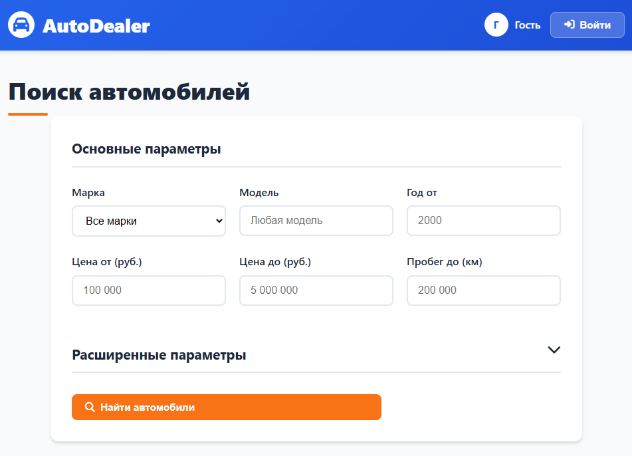 AutoDealer
Г Гость Войти
Поиск автомобилей
Основные параметры
Марка Модель Год от
Все марки Любая модель 2000
Цена от (руб.) Цена до (руб.) Пробег до (км)
100 000 5 000 000 200 000
Расширенные параметры
Найти автомобили